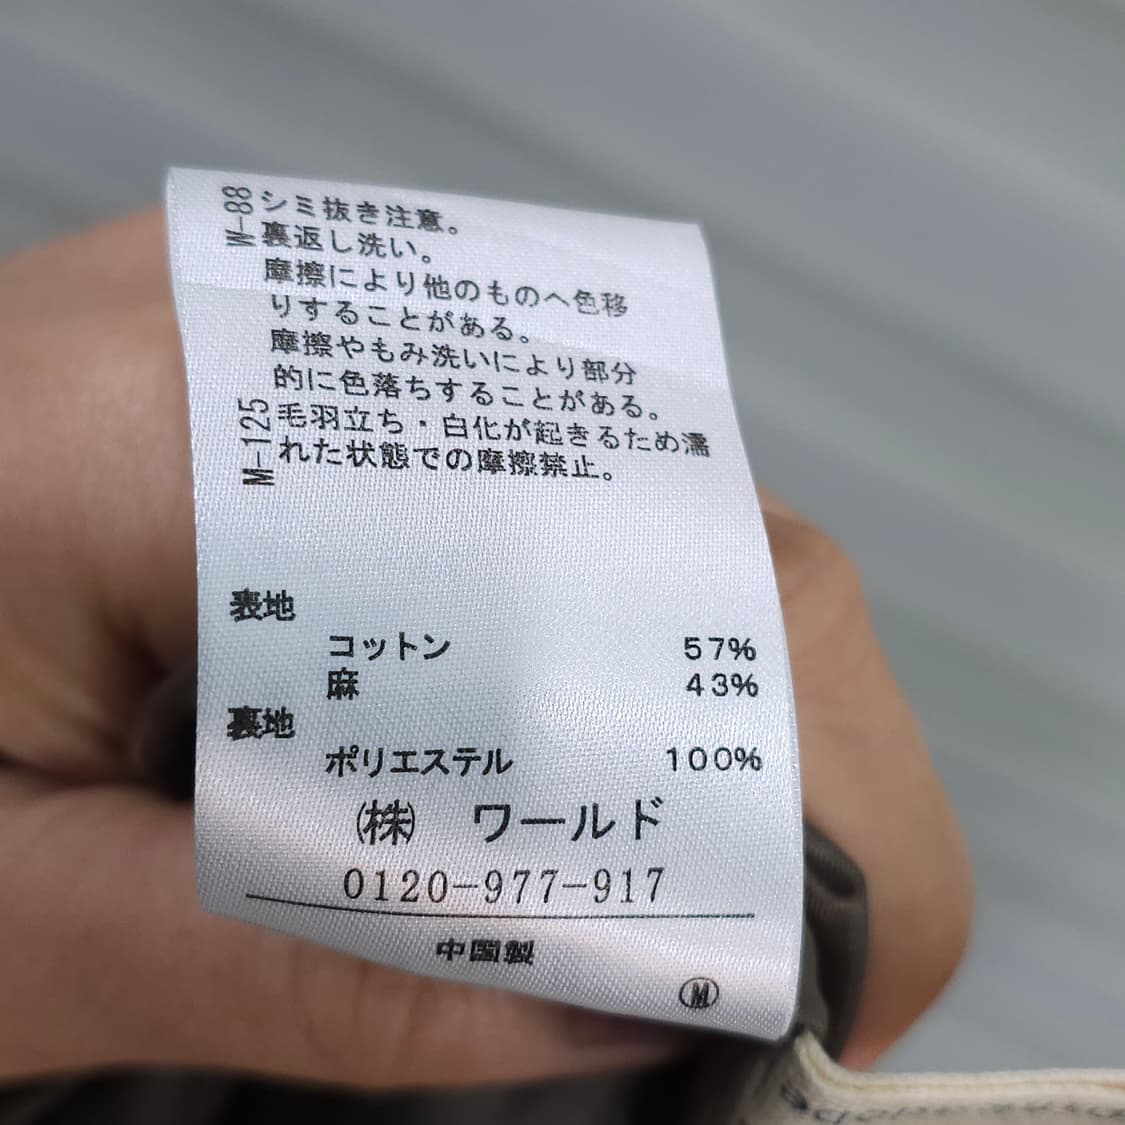 W-88 シミ抜き注意。
裏返し洗い。
摩擦により他のものへ色移
りすることがある。
摩擦やもみ洗いにより部分
的に色落ちすることがある。
M-125 毛羽立ち・白化が起きるため濡
れた状態での摩擦禁止。
表地
コットン 57%
麻 43%
裏地
ポリエステル 100%
㈱ ワールド
0120-977-917
中国製
Ⓜ